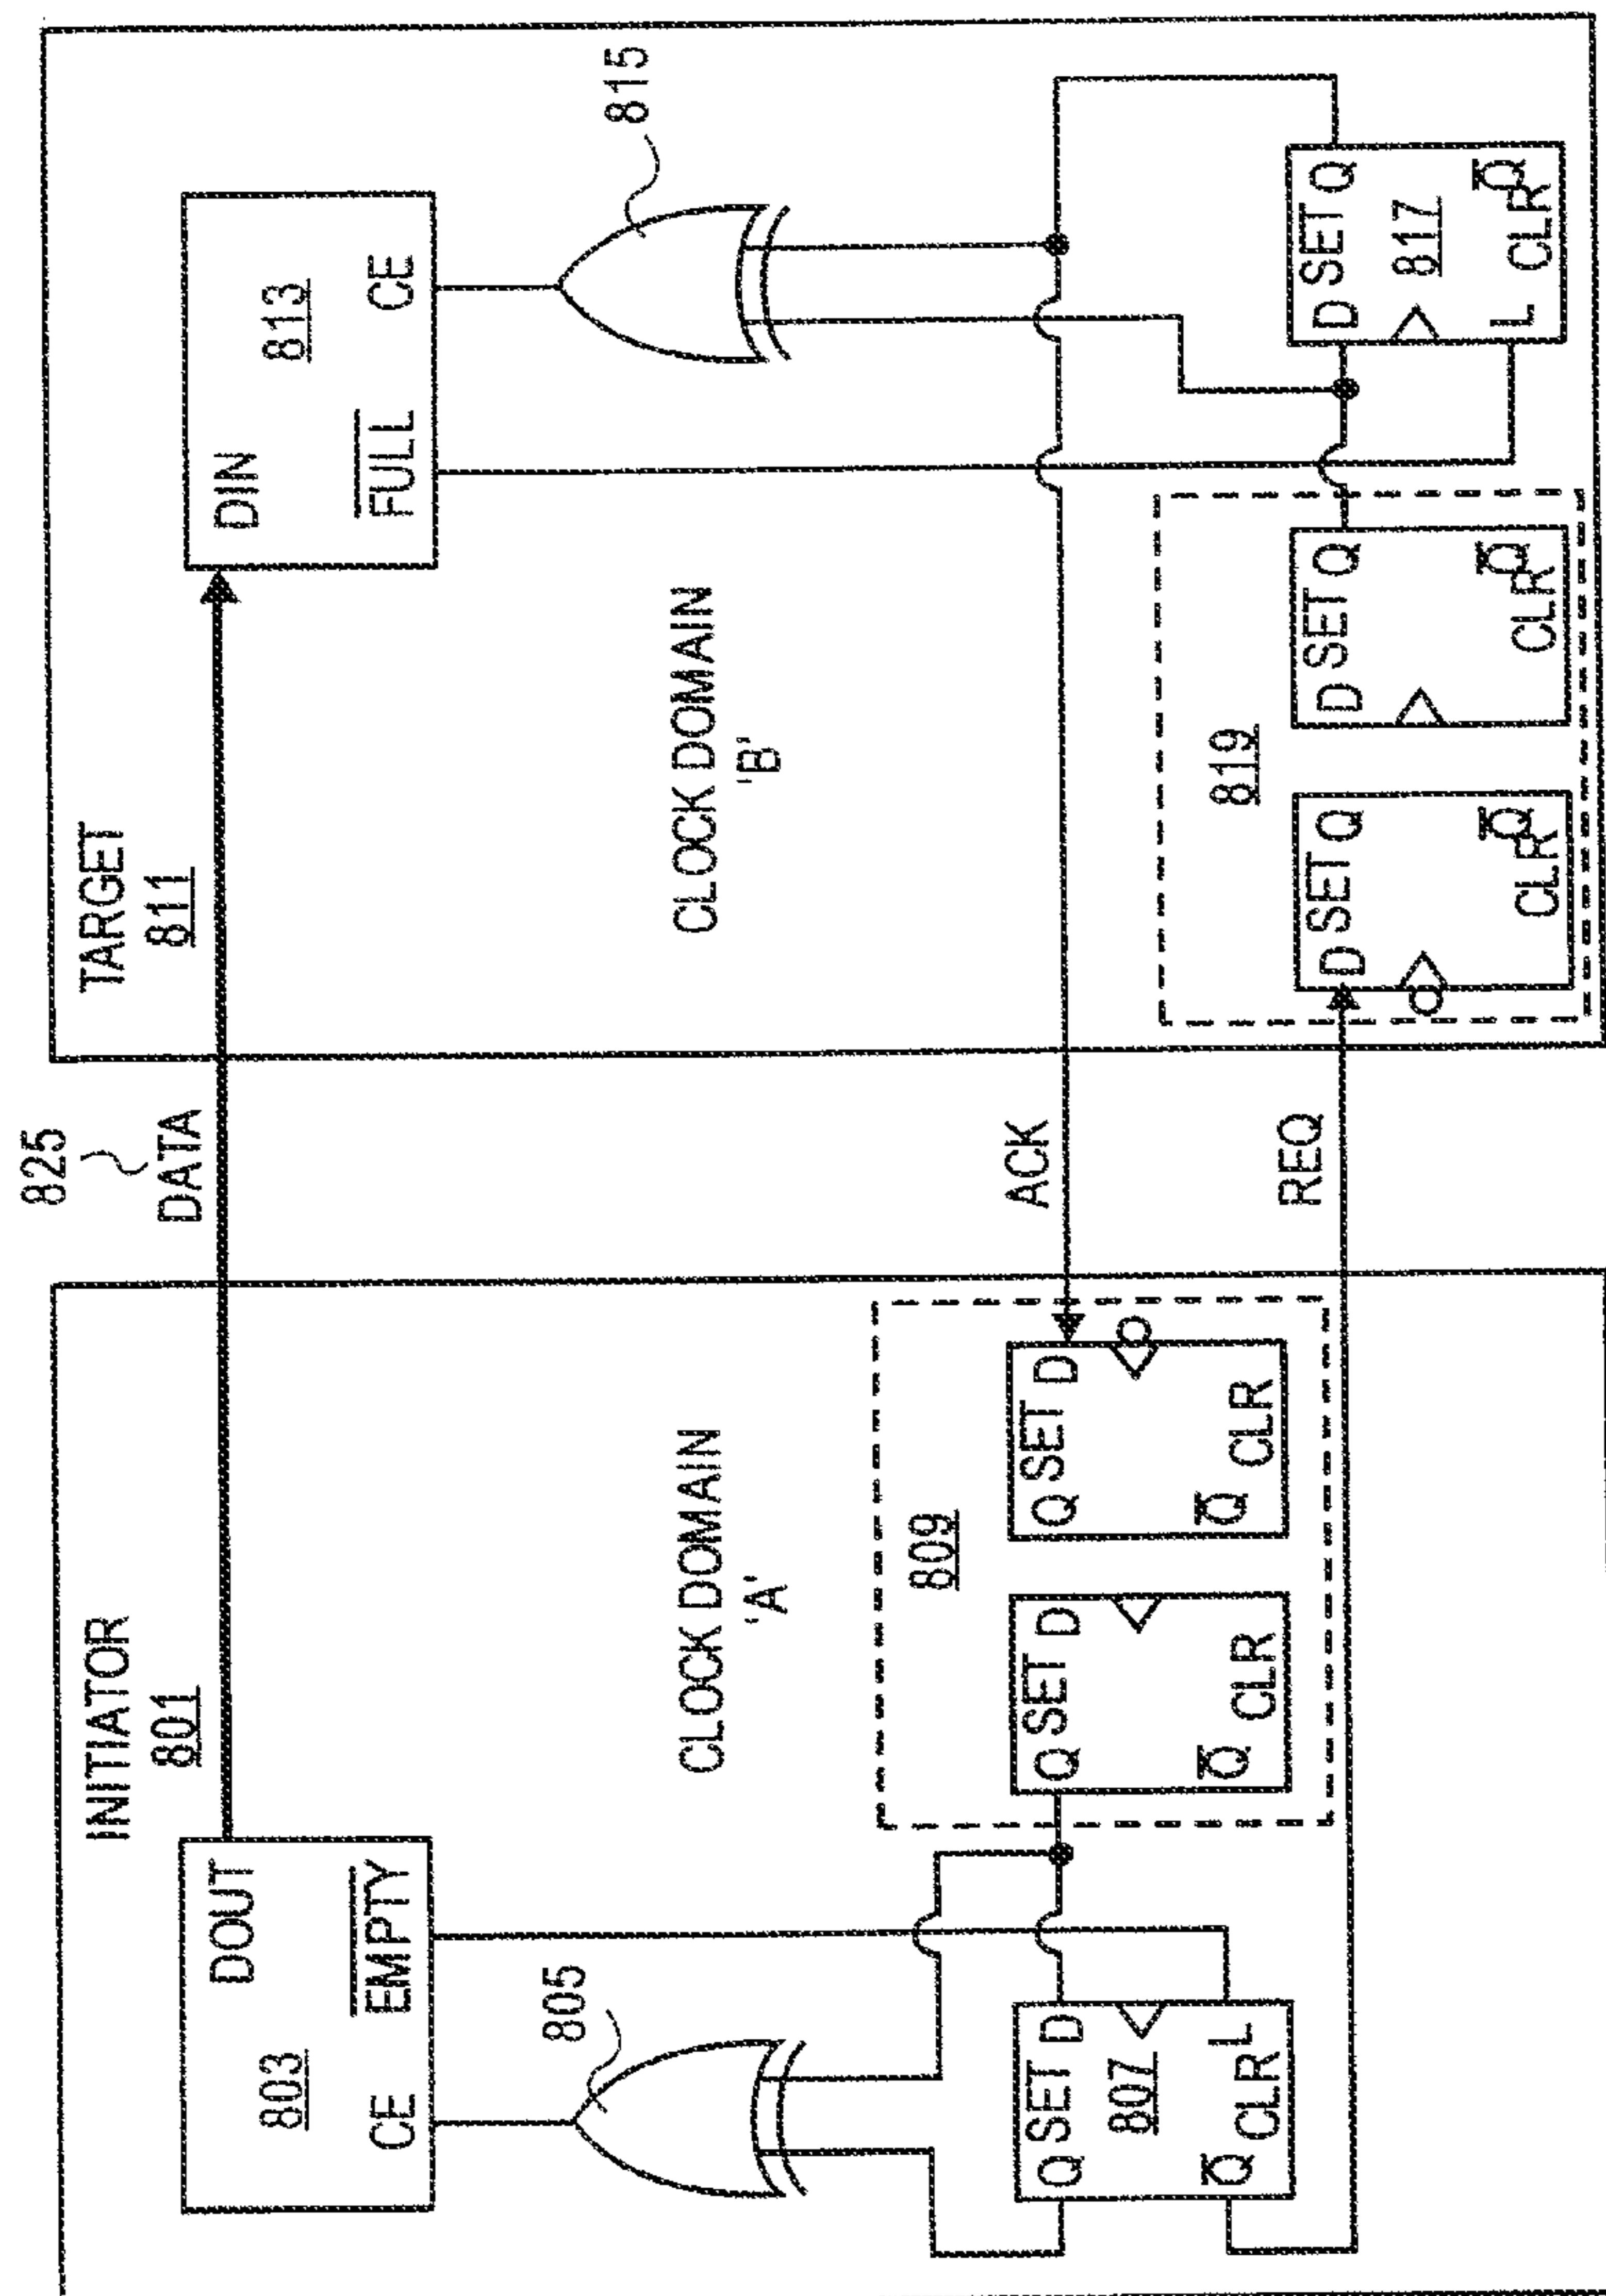 INITIATOR
801
803
DOUT
CE
EMPTY
805
CLOCK DOMAIN
'A'
809
Q SET D
807
Q CLR L
Q SET D
Q CLR
Q SET D
Q CLR
825
DATA
ACK
REQ
TARGET
811
DIN
813
FULL
CE
815
CLOCK DOMAIN
'B'
819
D SET Q
CLR Q
D SET Q
CLR Q
D SET Q
817
L CLR Q